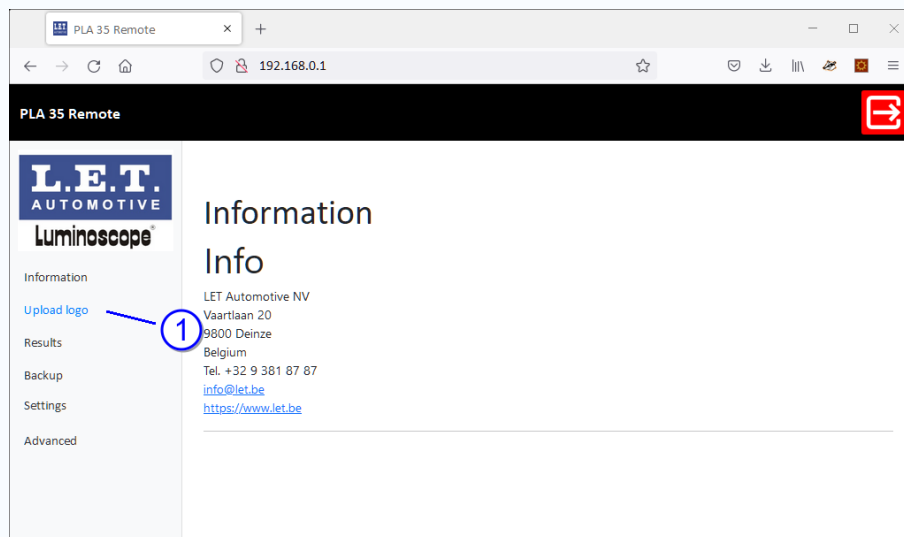 LET
PLA 35 Remote
192.168.0.1
PLA 35 Remote
L.E.T.
AUTOMOTIVE
Luminoscope®
Information
Upload logo
Results
Backup
Settings
Advanced
1
Information
Info
LET Automotive NV
Vaartlaan 20
9800 Deinze
Belgium
Tel. +32 9 381 87 87
info@let.be
https://www.let.be